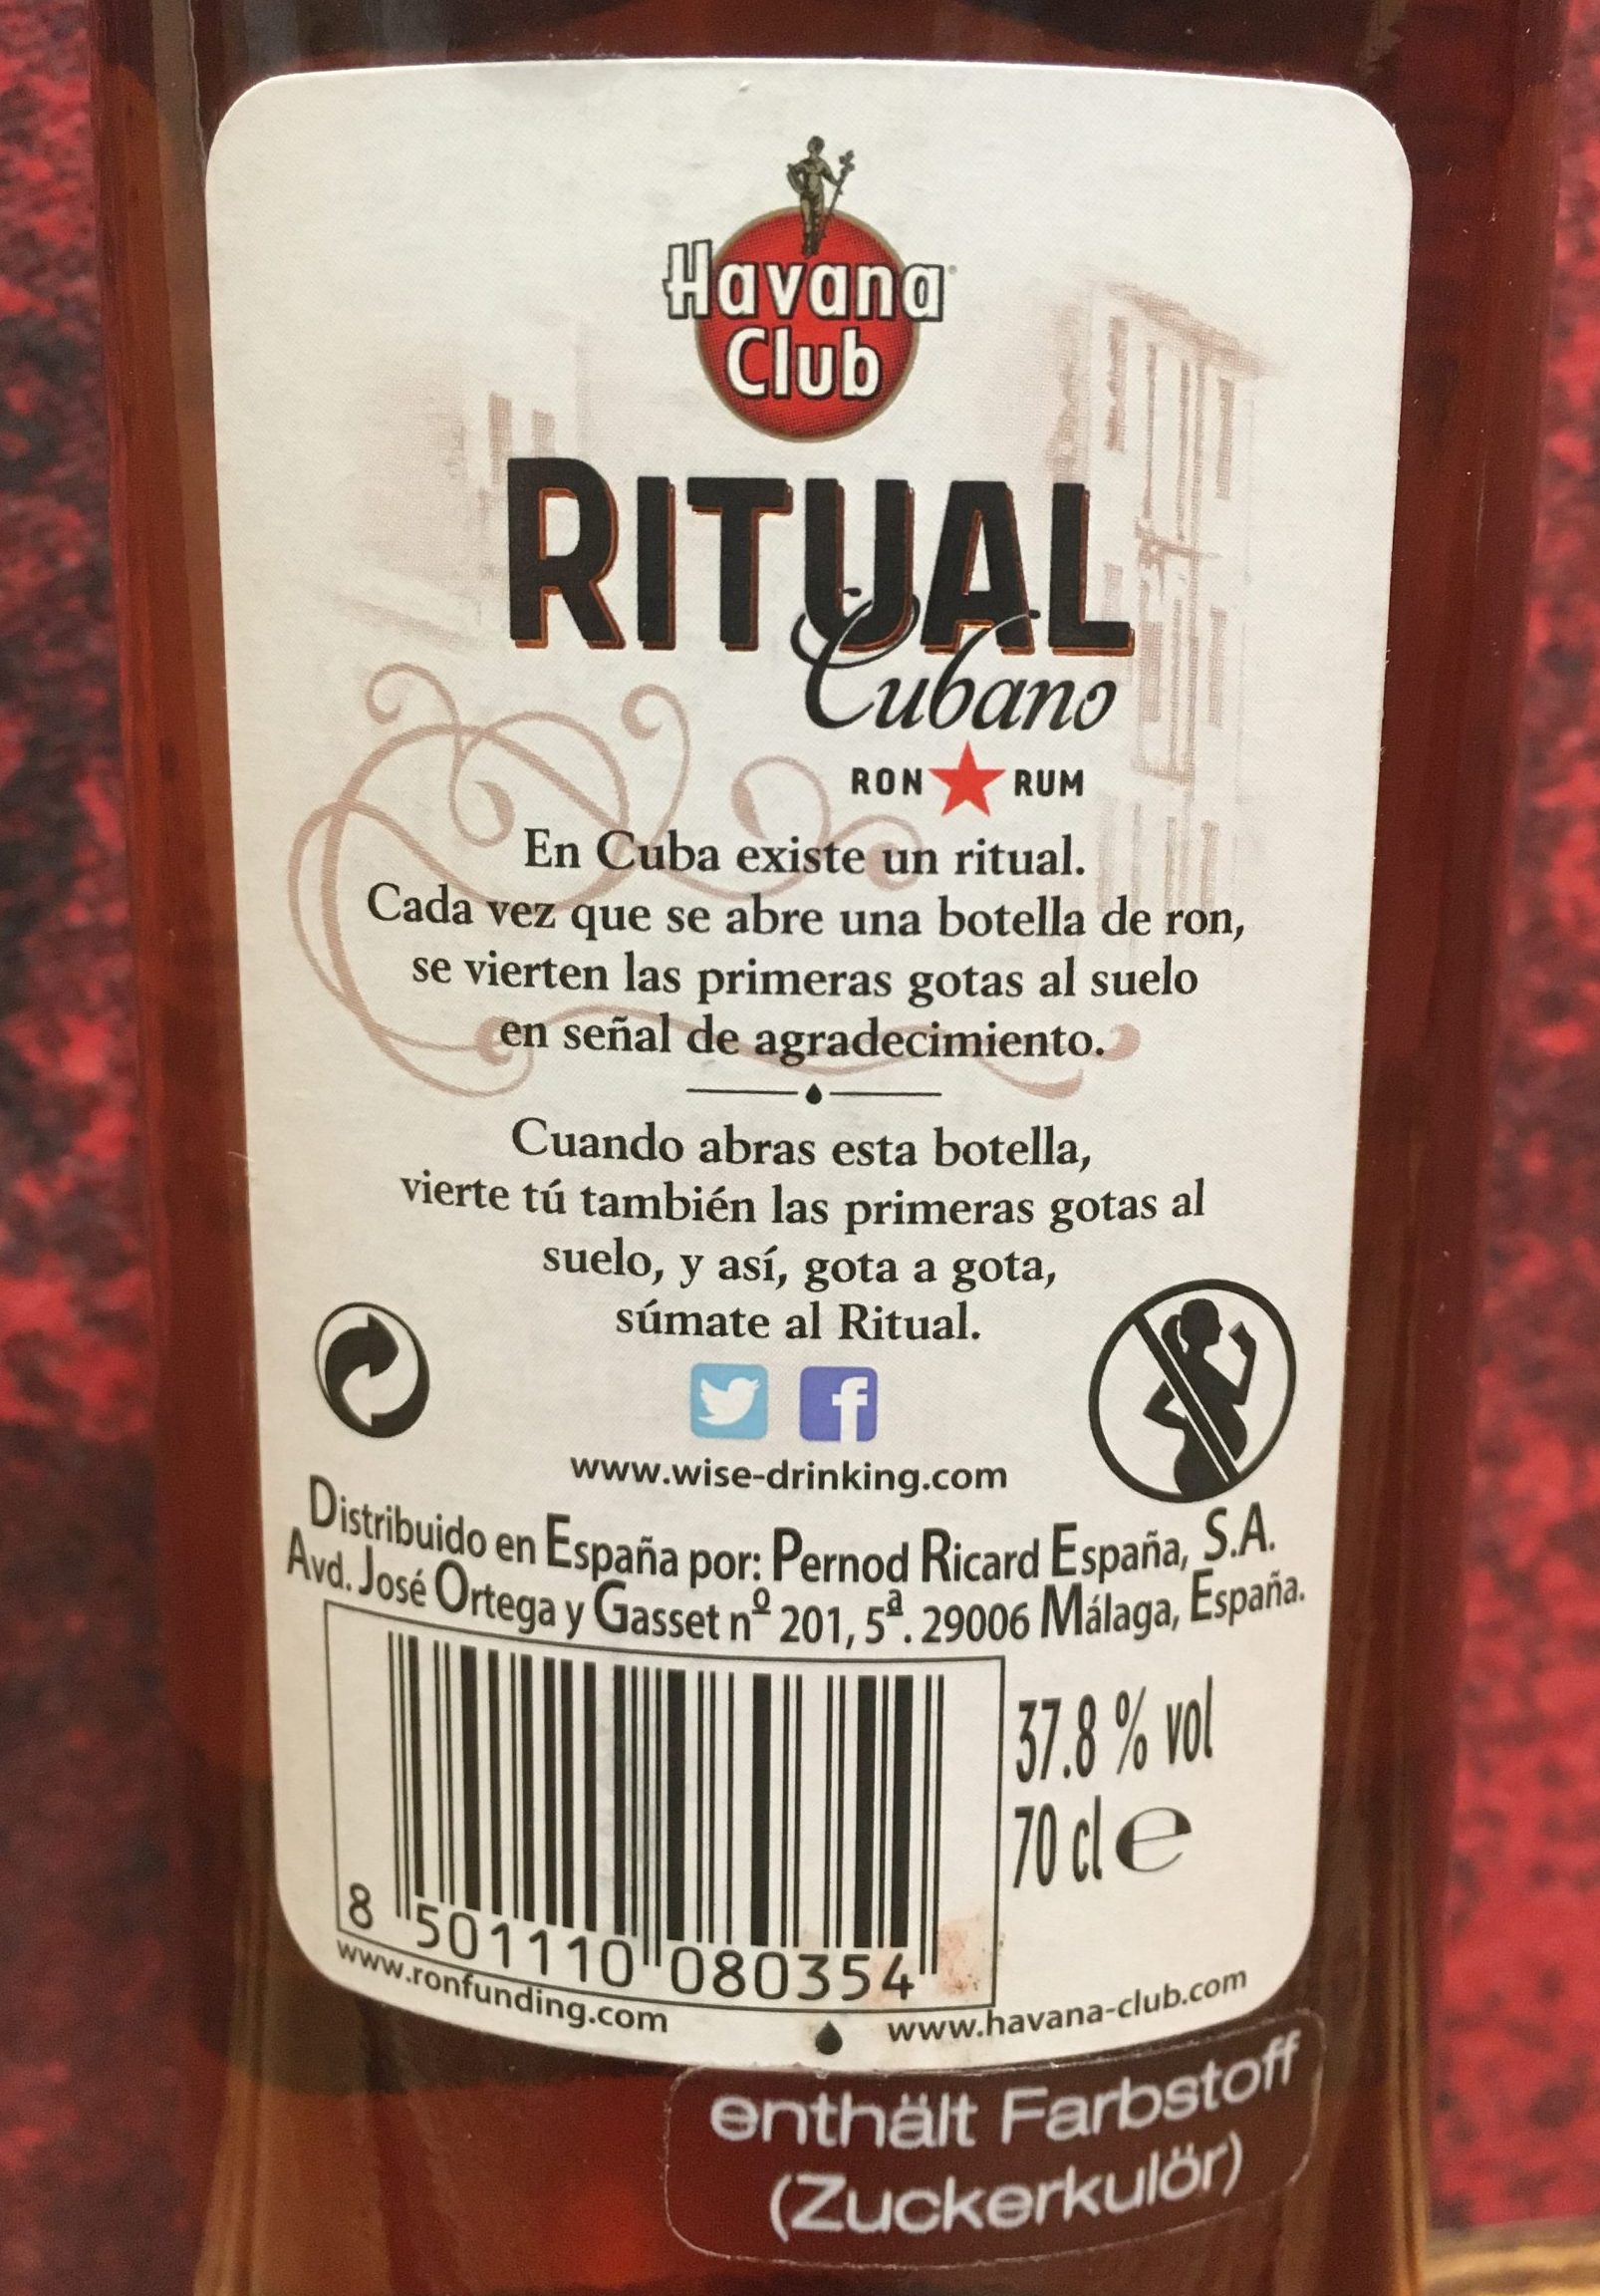 Havana
Club
RITUAL
Cubano
RON RUM
En Cuba existe un ritual.
Cada vez que se abre una botella de ron,
se vierten las primeras gotas al suelo
en señal de agradecimiento.
Cuando abras esta botella,
vierte tú también las primeras gotas al
suelo, y así, gota a gota,
súmate al Ritual.
www.wise-drinking.com
Distribuido en España por: Pernod Ricard España, S.A.
Avd. José Ortega y Gasset nº 201, 5ª. 29006 Málaga, España.
37.8 % vol
70 cl e
8 501110 080354
www.ronfunding.com
www.havana-club.com
enthält Farbstoff
(Zuckerkulör)